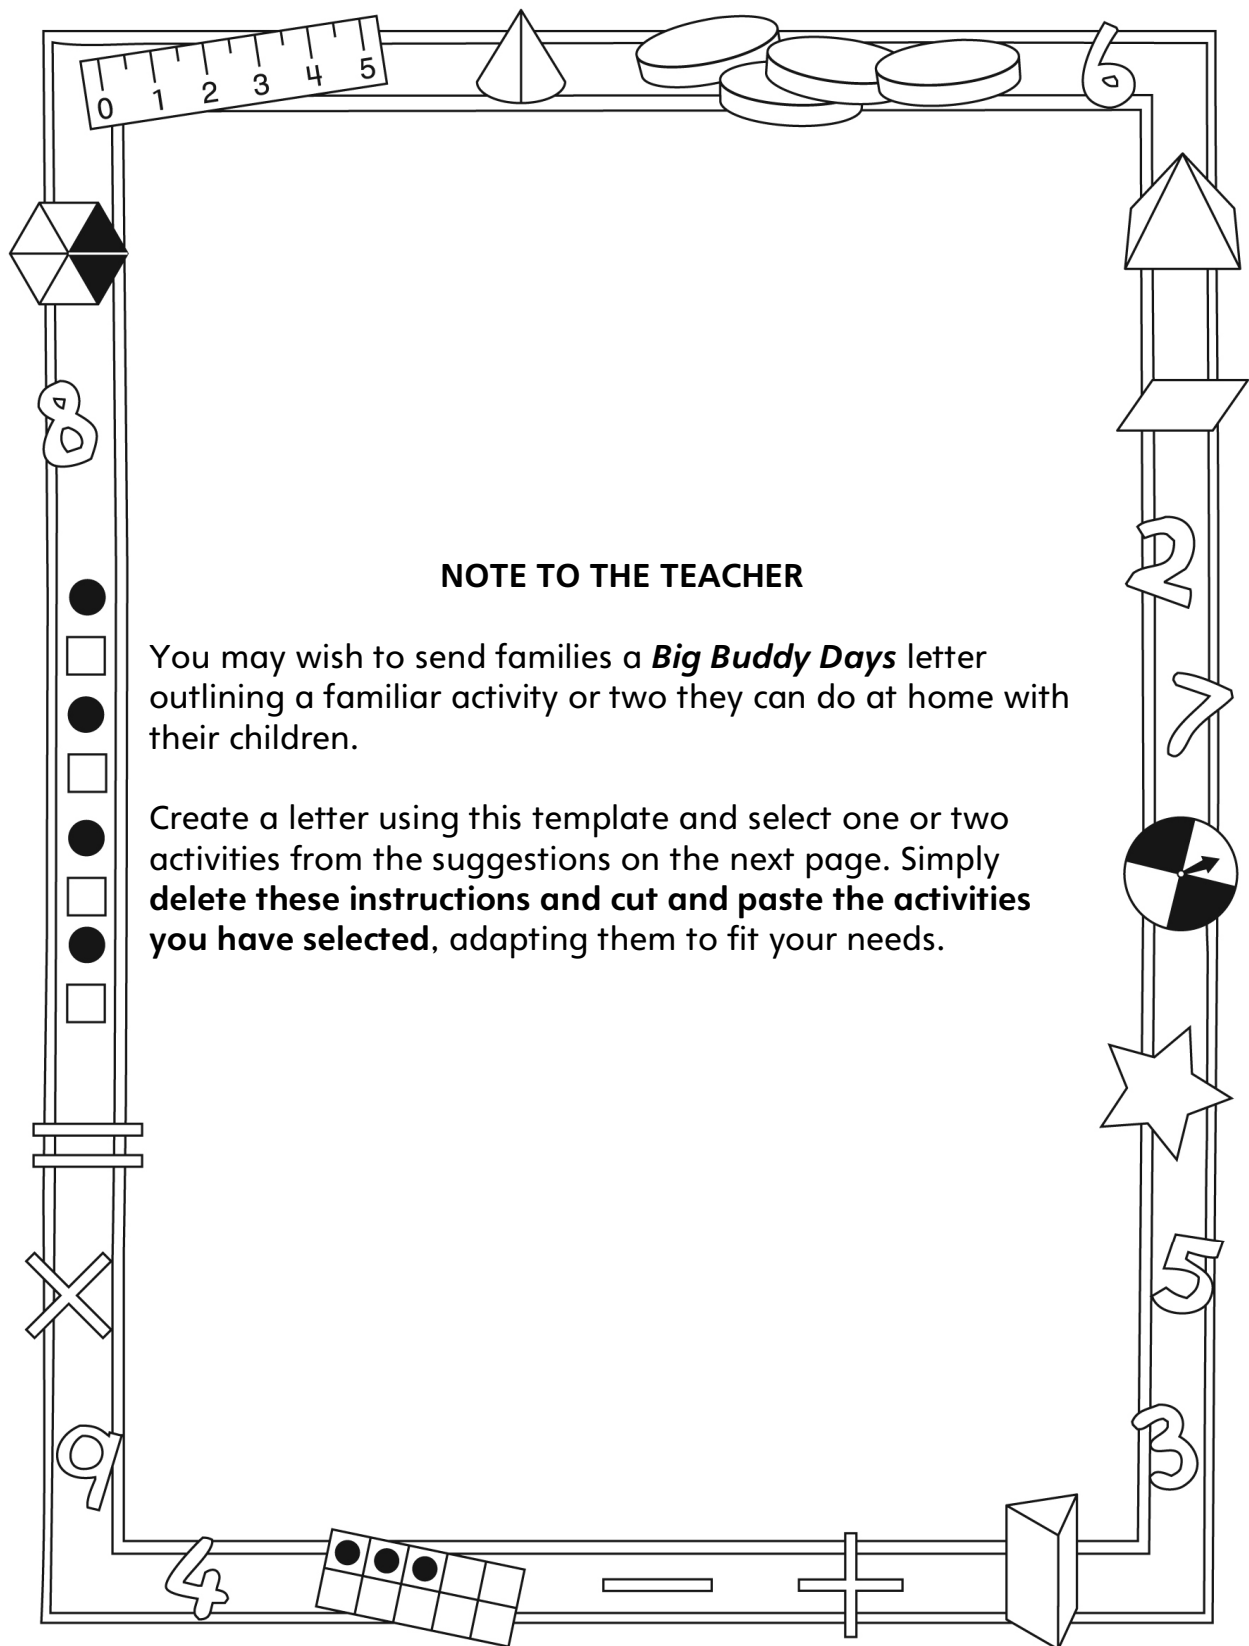 0 1 2 3 4 5
6
8
NOTE TO THE TEACHER
2
You may wish to send families a Big Buddy Days letter
outlining a familiar activity or two they can do at home with
their children.
7
Create a letter using this template and select one or two
activities from the suggestions on the next page. Simply
delete these instructions and cut and paste the activities
you have selected, adapting them to fit your needs.
=
×
5
9
3
4
− +